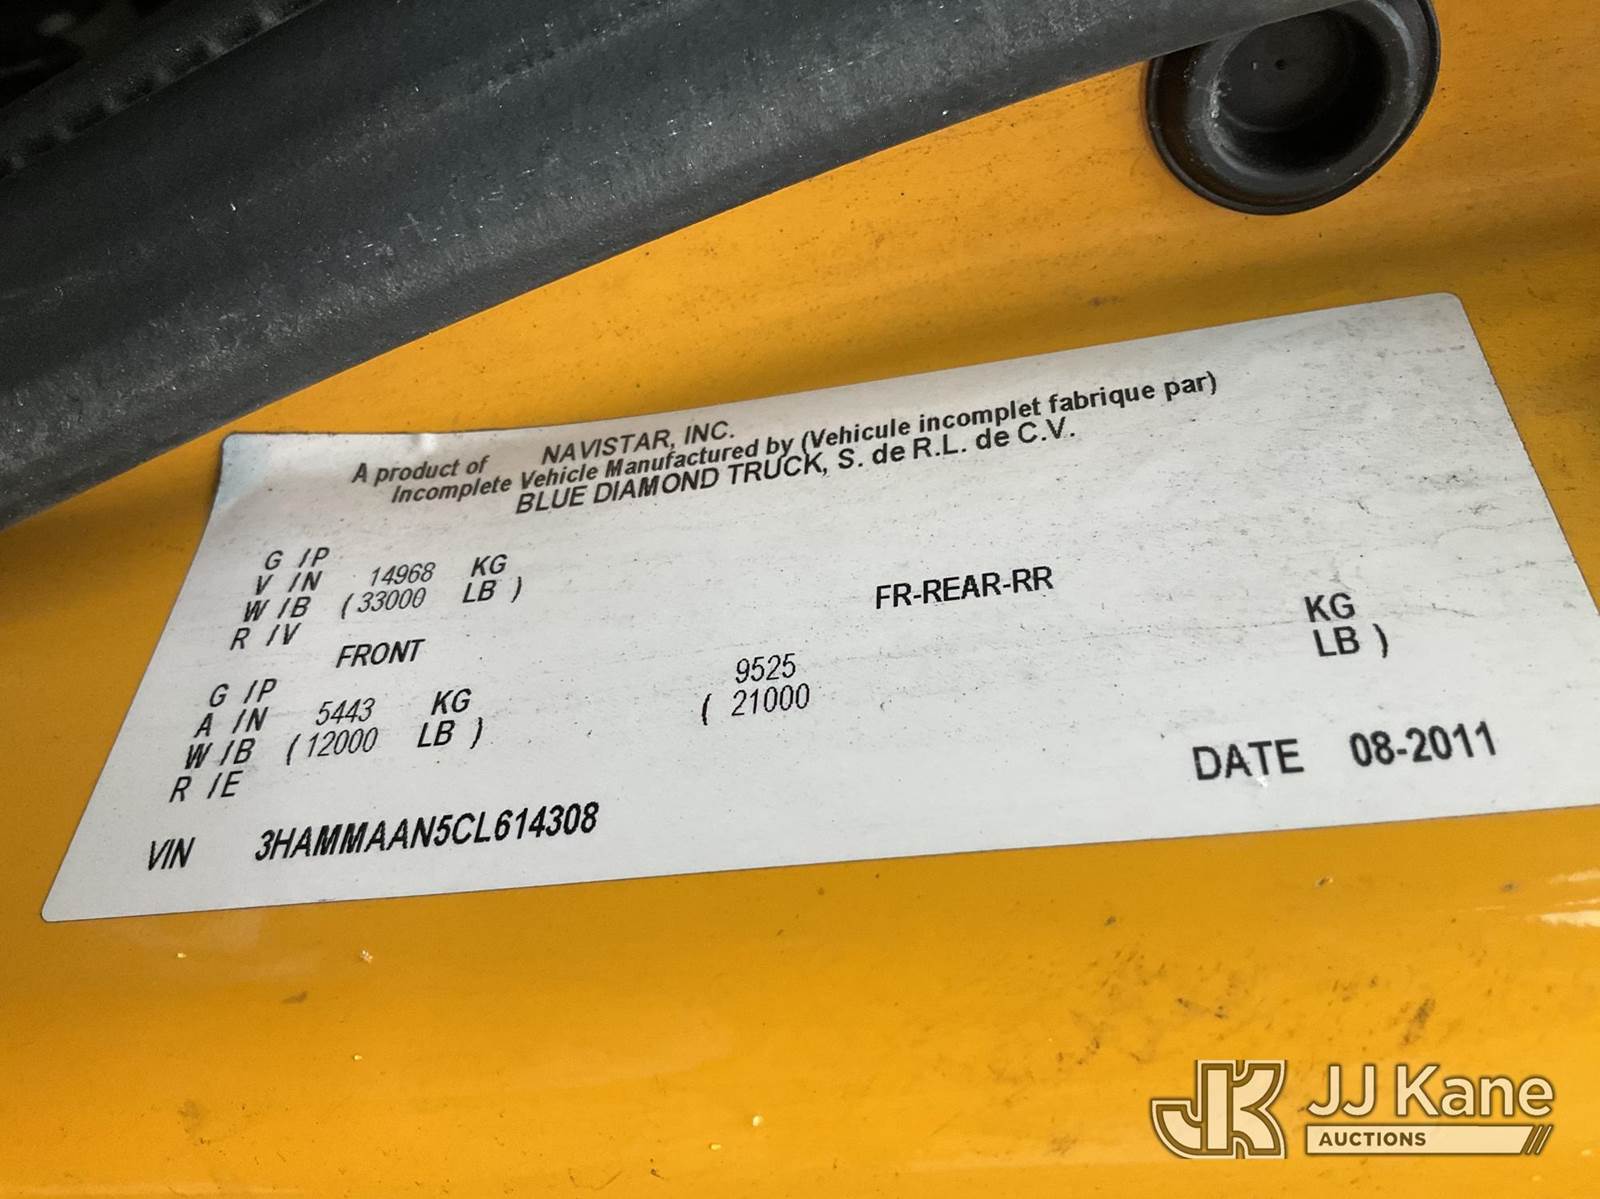 A product of NAVISTAR, INC.
Incomplete Vehicle Manufactured by (Vehicule incomplet fabrique par)
BLUE DIAMOND TRUCK, S. de R.L. de C.V.
G /P
V /N 14968 KG
W/B (33000 LB )
R /V
FRONT FR-REAR-RR
G /P
A /N 5443 KG 9525 KG
W/B (12000 LB ) ( 21000 LB )
R /E
DATE 08-2011
VIN 3HAMMAAN5CL614308
JK JJ Kane
AUCTIONS